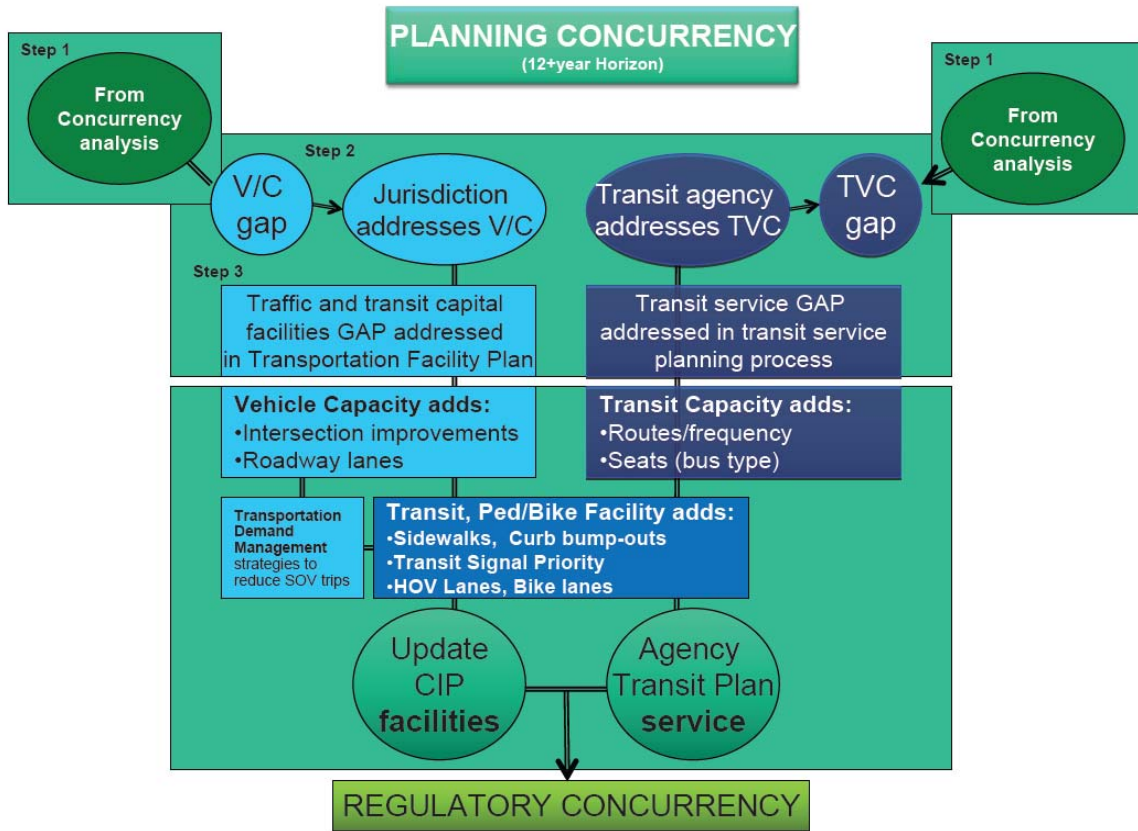 PLANNING CONCURRENCY
(12+year Horizon)
Step 1
From
Concurrency
analysis
Step 1
From
Concurrency
analysis
Step 2
V/C
gap
Jurisdiction
addresses V/C
Transit agency
addresses TVC
TVC
gap
Step 3
Traffic and transit capital
facilities GAP addressed
in Transportation Facility Plan
Transit service GAP
addressed in transit service
planning process
Vehicle Capacity adds:
•Intersection improvements
•Roadway lanes
Transit Capacity adds:
•Routes/frequency
•Seats (bus type)
Transportation
Demand
Management
strategies to
reduce SOV trips
Transit, Ped/Bike Facility adds:
•Sidewalks, Curb bump-outs
•Transit Signal Priority
•HOV Lanes, Bike lanes
Update
CIP
facilities
Agency
Transit Plan
service
REGULATORY CONCURRENCY